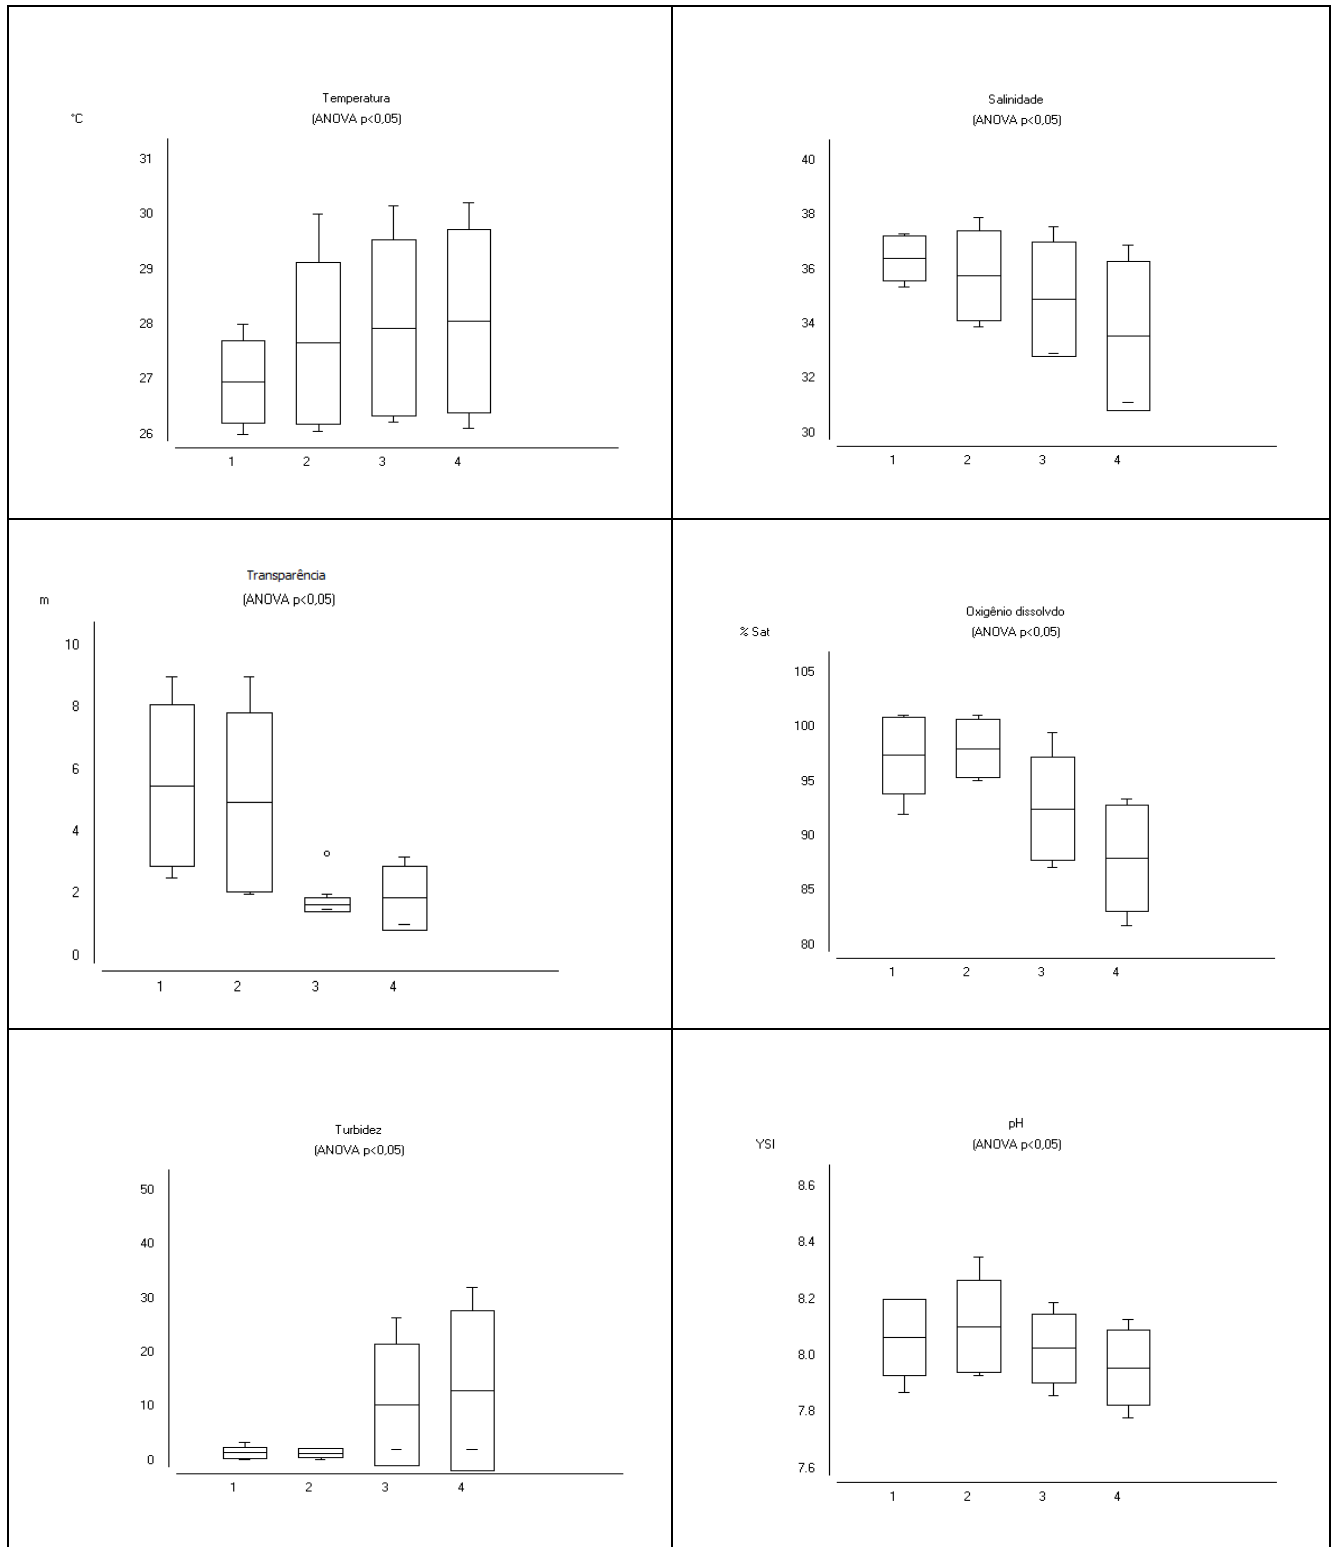 Temperatura
(ANOVA p<0,05)
°C
31
30
29
28
27
26
1 2 3 4
Salinidade
(ANOVA p<0,05)
40
38
36
34
32
30
1 2 3 4
Transparência
(ANOVA p<0,05)
m
10
8
6
4
2
0
1 2 3 4
Oxigênio dissolvdo
(ANOVA p<0,05)
% Sat
105
100
95
90
85
80
1 2 3 4
Turbidez
(ANOVA p<0,05)
50
40
30
20
10
0
1 2 3 4
pH
(ANOVA p<0,05)
YSI
8.6
8.4
8.2
8.0
7.8
7.6
1 2 3 4